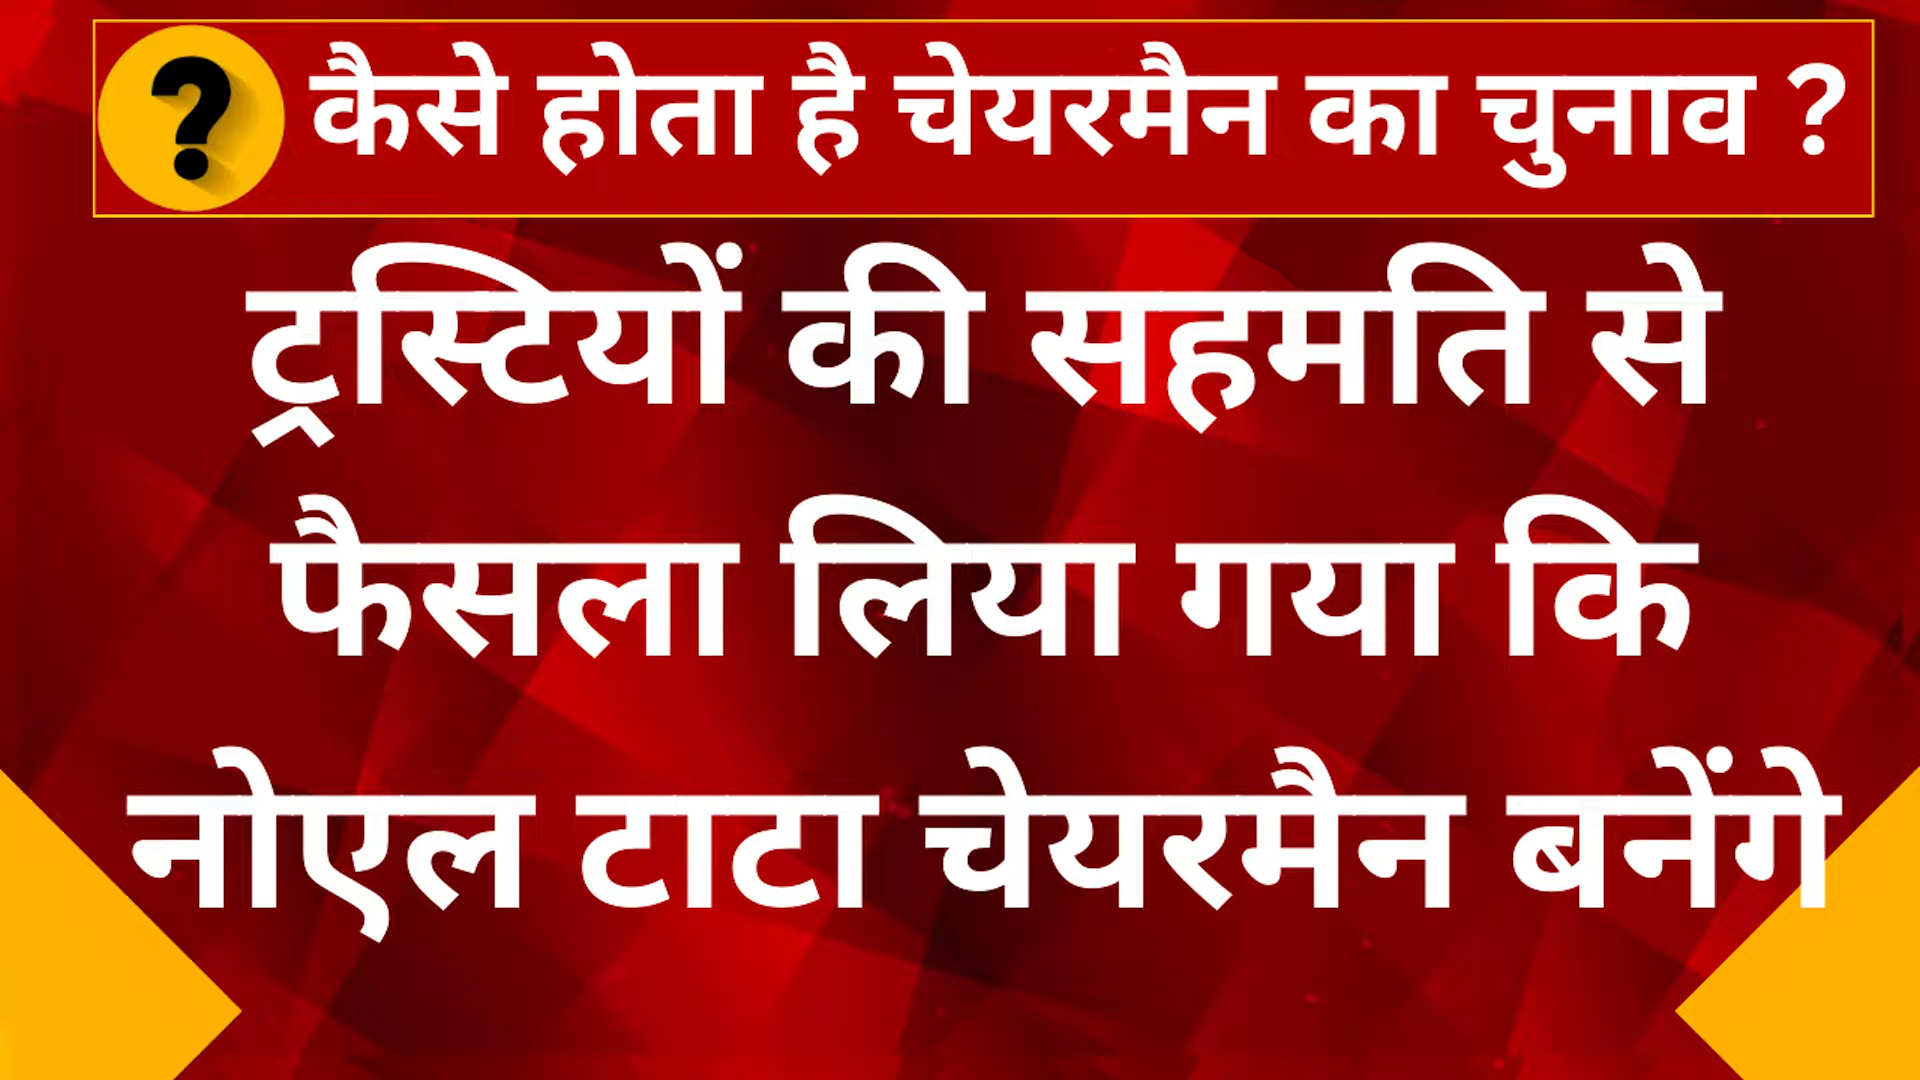 ? कैसे होता है चेयरमैन का चुनाव ?
ट्रस्टियों की सहमति से
फैसला लिया गया कि
नोएल टाटा चेयरमैन बनेंगे